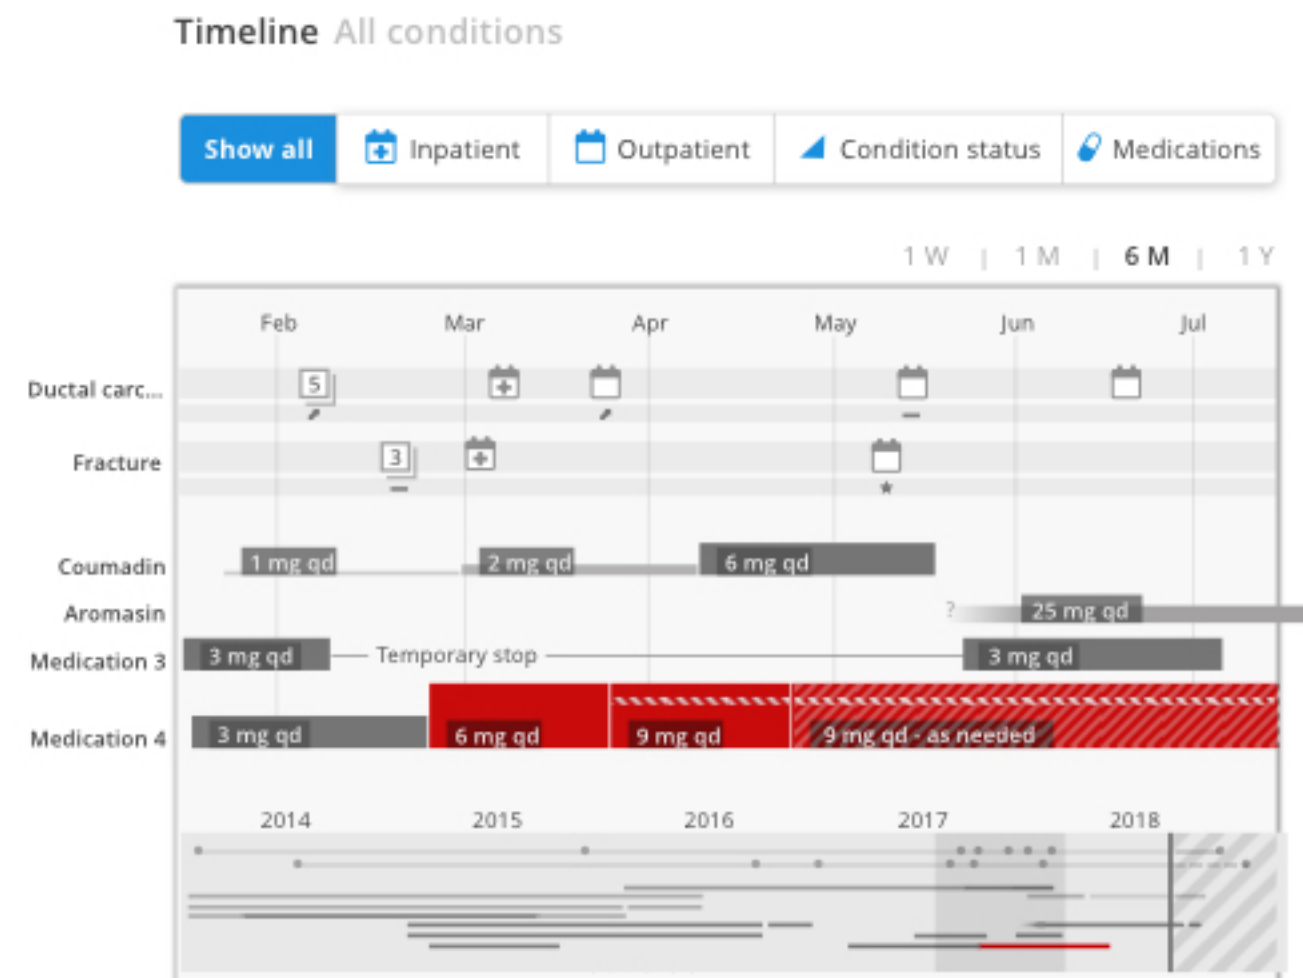 Timeline All conditions
Show all Inpatient Outpatient Condition status Medications
1 W | 1 M | 6 M | 1 Y
Feb Mar Apr May Jun Jul
Ductal carc... 5
Fracture 3
Coumadin 1 mg qd 2 mg qd 6 mg qd
Aromasin ? 25 mg qd
Medication 3 3 mg qd Temporary stop 3 mg qd
Medication 4 3 mg qd 6 mg qd 9 mg qd 9 mg qd - as needed
2014 2015 2016 2017 2018